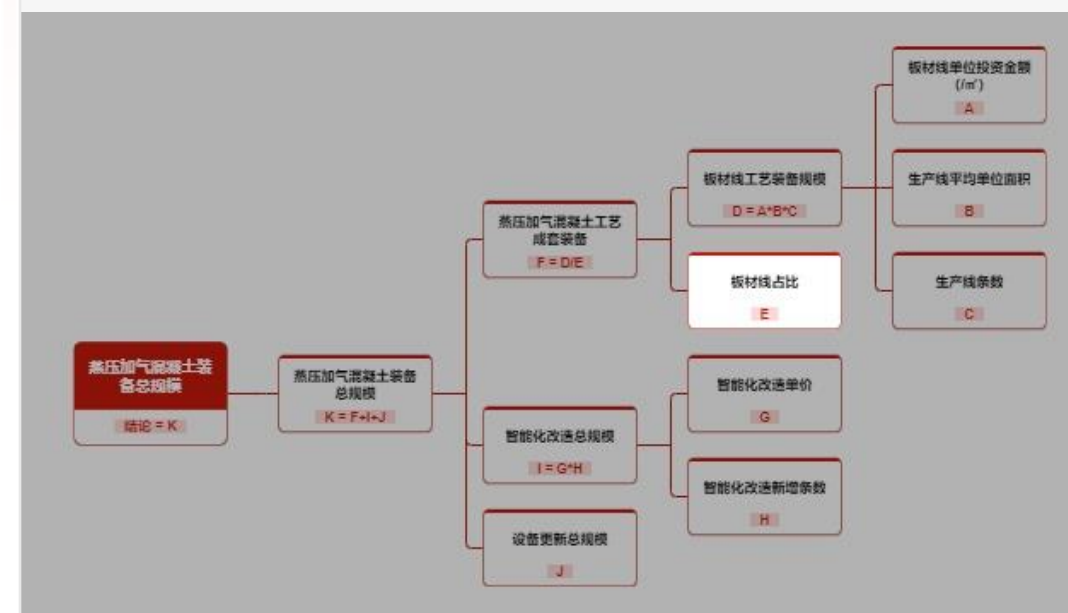 板材线单位投资金额
(/㎡)
A
板材线工艺装备规模
D = A*B*C
生产线平均单位面积
B
蒸压加气混凝土工艺
成套装备
F = D/E
板材线占比
E
生产线条数
C
蒸压加气混凝土装
备总规模
结论 = K
蒸压加气混凝土装备
总规模
K = F+I+J
智能化改造单价
G
智能化改造总规模
I = G*H
智能化改造新增条数
H
设备更新总规模
J